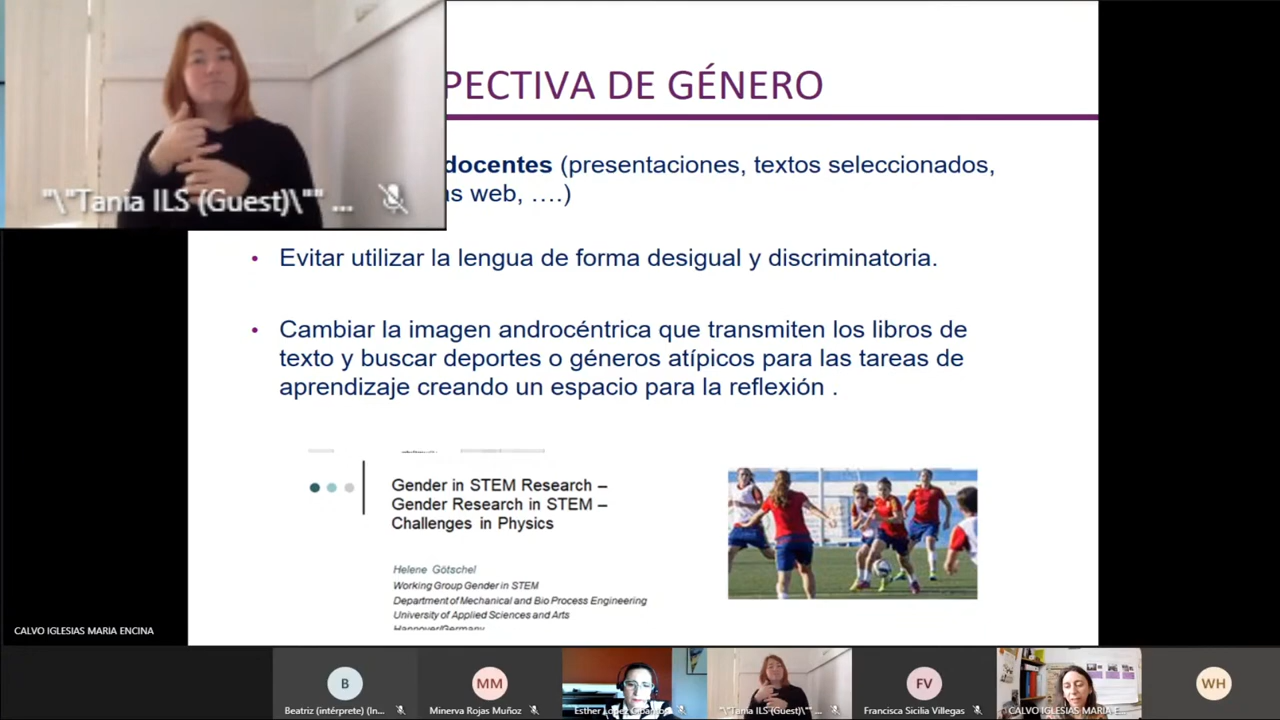 PECTIVA DE GÉNERO
docentes (presentaciones, textos seleccionados,
as web, ….)
"\"Tania ILS (Guest)\"" ...
• Evitar utilizar la lengua de forma desigual y discriminatoria.
• Cambiar la imagen androcéntrica que transmiten los libros de
texto y buscar deportes o géneros atípicos para las tareas de
aprendizaje creando un espacio para la reflexión .
Gender in STEM Research –
Gender Research in STEM –
Challenges in Physics
Helene Götschel
Working Group Gender in STEM
Department of Mechanical and Bio Process Engineering
University of Applied Sciences and Arts
Hannover/Germany
CALVO IGLESIAS MARIA ENCINA
B
MM
FV
WH
Beatriz (intérprete) (In...
Minerva Rojas Muñoz
Esther López
"\"Tania ILS (Guest)\"" ...
Francisca Sicilia Villegas
CALVO IGLESIAS MARIA E...